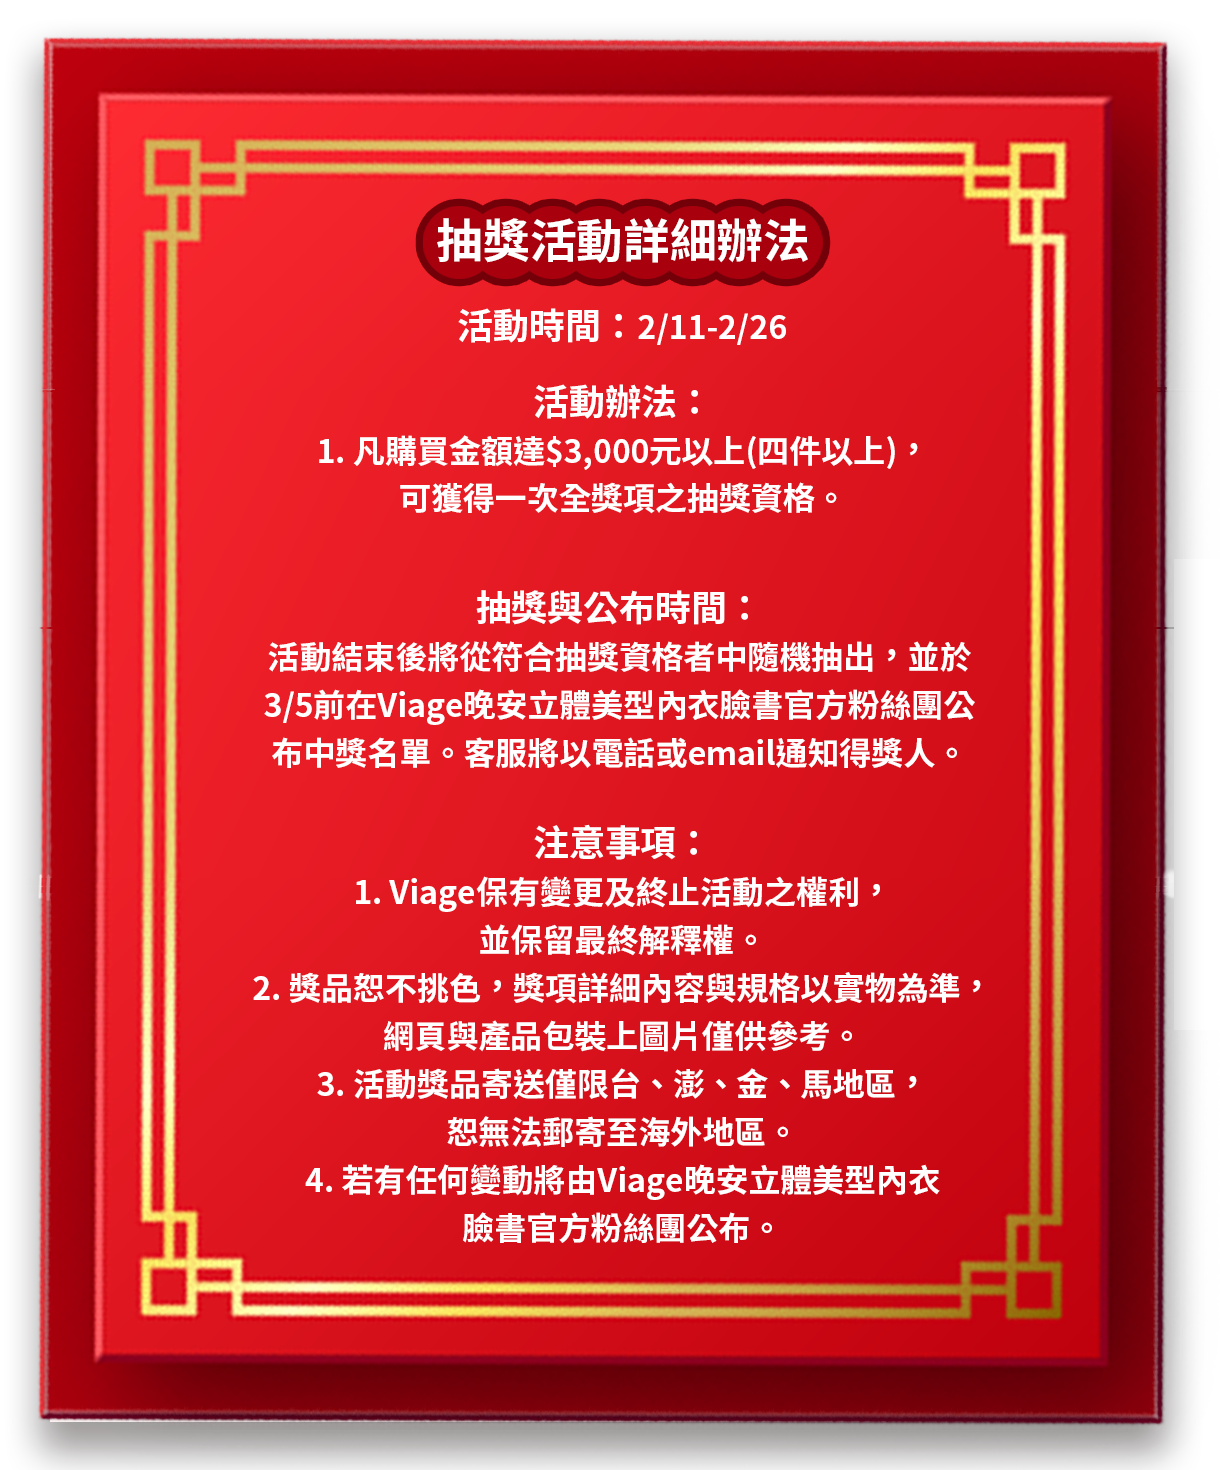 抽獎活動詳細辦法
活動時間：2/11-2/26
活動辦法：
1. 凡購買金額達$3,000元以上(四件以上)，
可獲得一次全獎項之抽獎資格。
抽獎與公布時間：
活動結束後將從符合抽獎資格者中隨機抽出，並於
3/5前在Viage晚安立體美型內衣臉書官方粉絲團公
布中獎名單。客服將以電話或email通知得獎人。
注意事項：
1. Viage保有變更及終止活動之權利，
並保留最終解釋權。
2. 獎品恕不挑色，獎項詳細內容與規格以實物為準，
網頁與產品包裝上圖片僅供參考。
3. 活動獎品寄送僅限台、澎、金、馬地區，
恕無法郵寄至海外地區。
4. 若有任何變動將由Viage晚安立體美型內衣
臉書官方粉絲團公布。